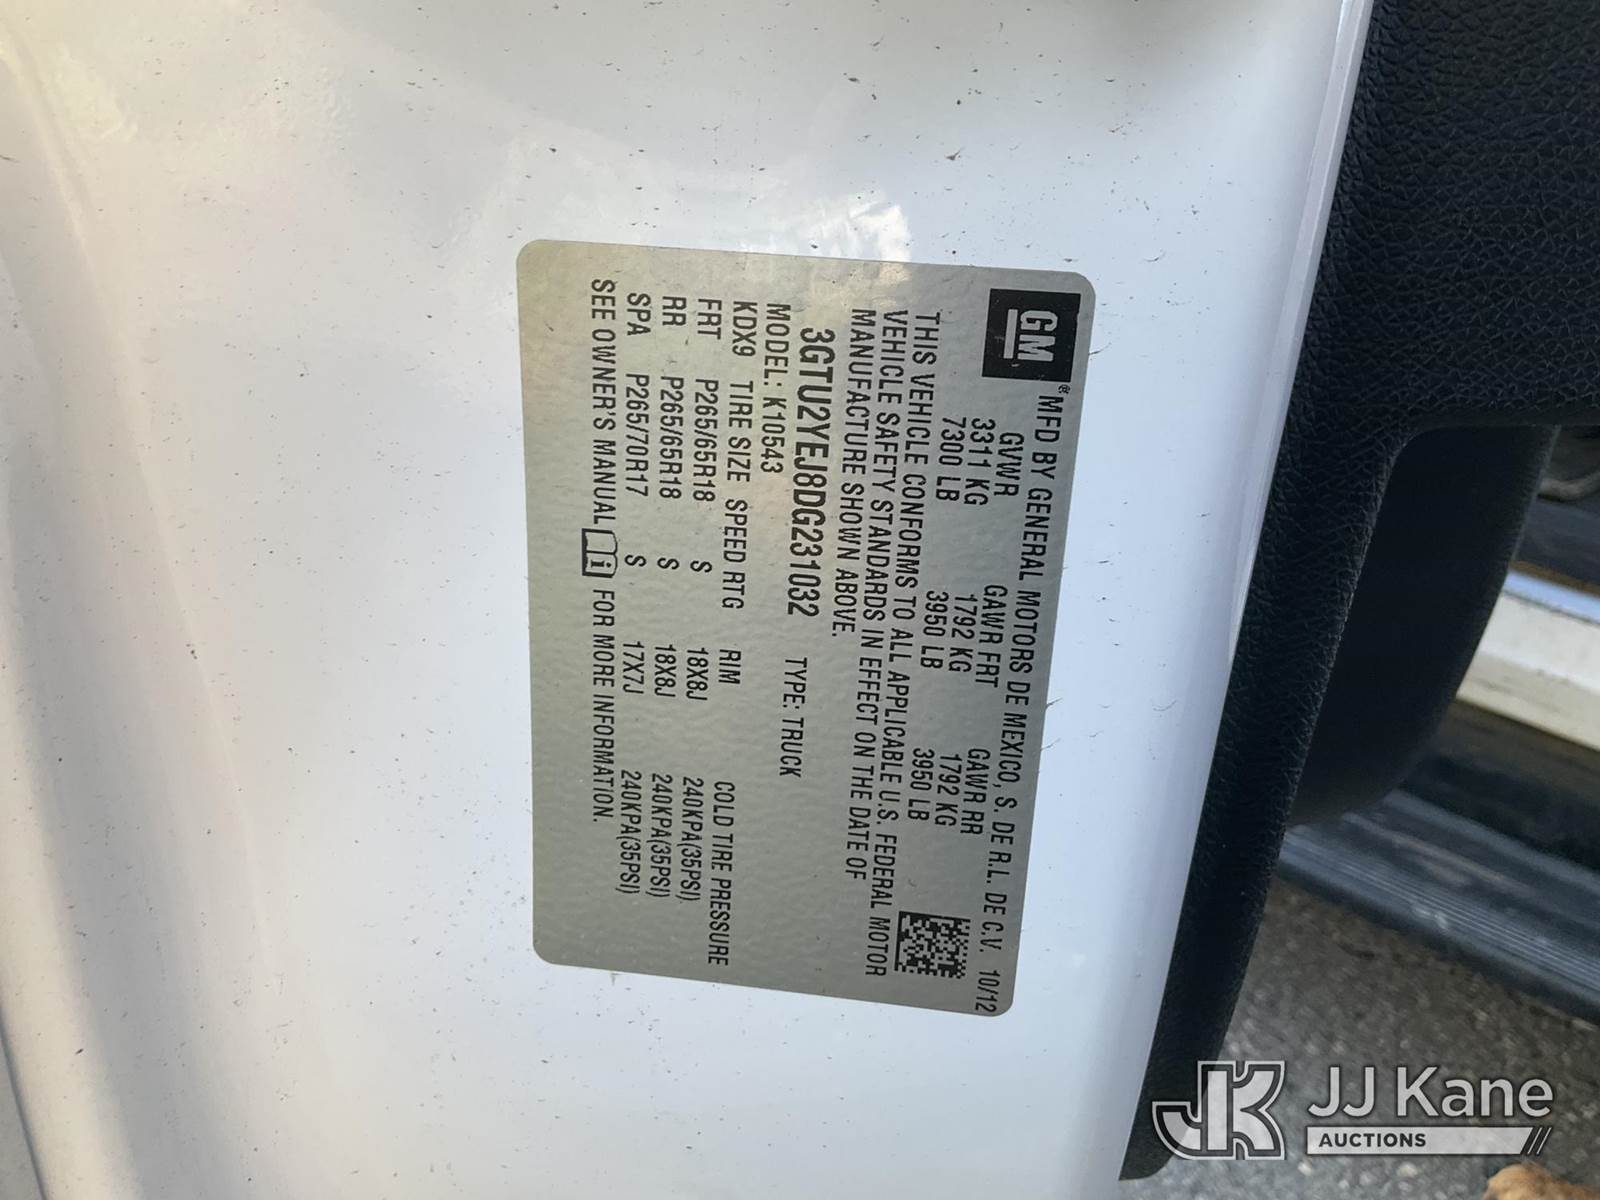 GM® MFD BY GENERAL MOTORS DE MEXICO, S. DE R.L. DE C.V. 10/12
GVWR GAWR FRT GAWR RR
3311 KG 1792 KG 1792 KG
7300 LB 3950 LB 3950 LB
THIS VEHICLE CONFORMS TO ALL APPLICABLE U.S. FEDERAL MOTOR
VEHICLE SAFETY STANDARDS IN EFFECT ON THE DATE OF
MANUFACTURE SHOWN ABOVE.
3GTU2YEJ8DG231032 TYPE: TRUCK
MODEL: K10543
KDX9 TIRE SIZE SPEED RTG RIM COLD TIRE PRESSURE
FRT P265/65R18 S 18X8J 240KPA(35PSI)
RR P265/65R18 S 18X8J 240KPA(35PSI)
SPA P265/70R17 S 17X7J 240KPA(35PSI)
SEE OWNER'S MANUAL i FOR MORE INFORMATION.
JK JJ Kane
AUCTIONS